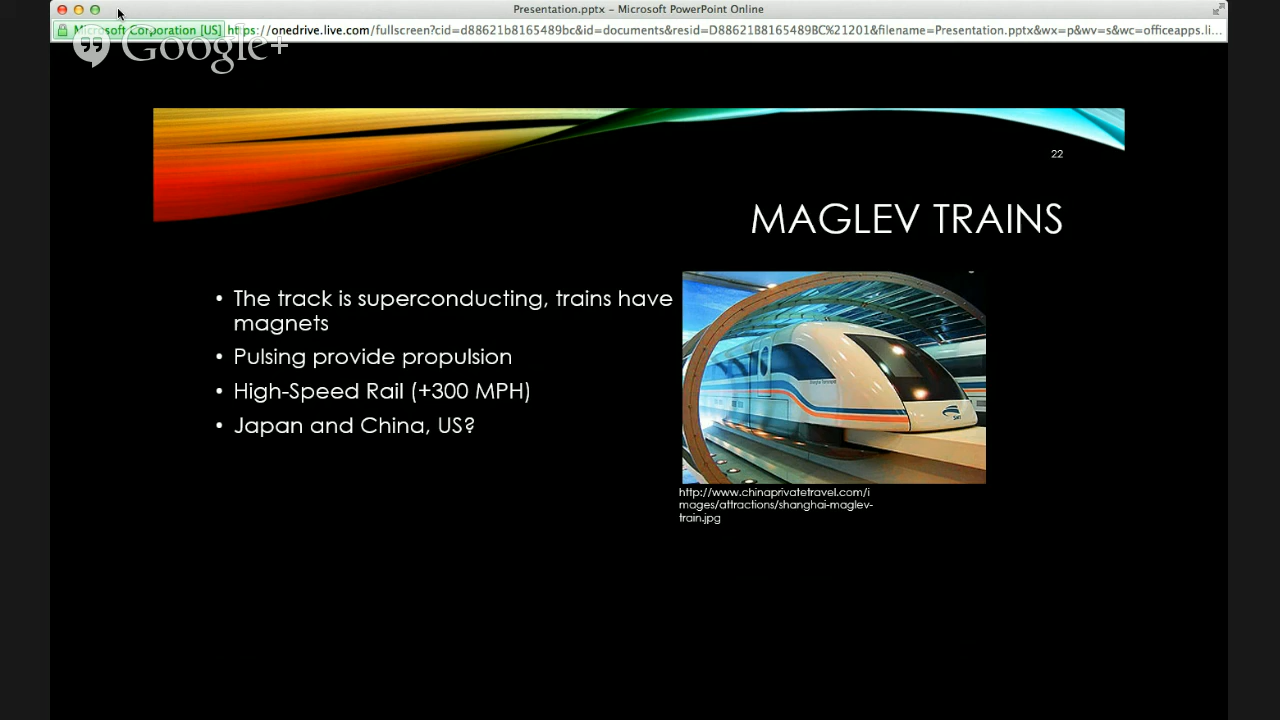 Presentation.pptx – Microsoft PowerPoint Online
Microsoft Corporation [US] https://onedrive.live.com/fullscreen?cid=d88621b8165489bc&id=documents&resid=D88621B8165489BC%21201&filename=Presentation.pptx&wx=p&wv=s&wc=officeapps.li...
Google+
22
MAGLEV TRAINS
• The track is superconducting, trains have
magnets
• Pulsing provide propulsion
• High-Speed Rail (+300 MPH)
• Japan and China, US?
http://www.chinaprivatetravel.com/i
mages/attractions/shanghai-maglev-
train.jpg